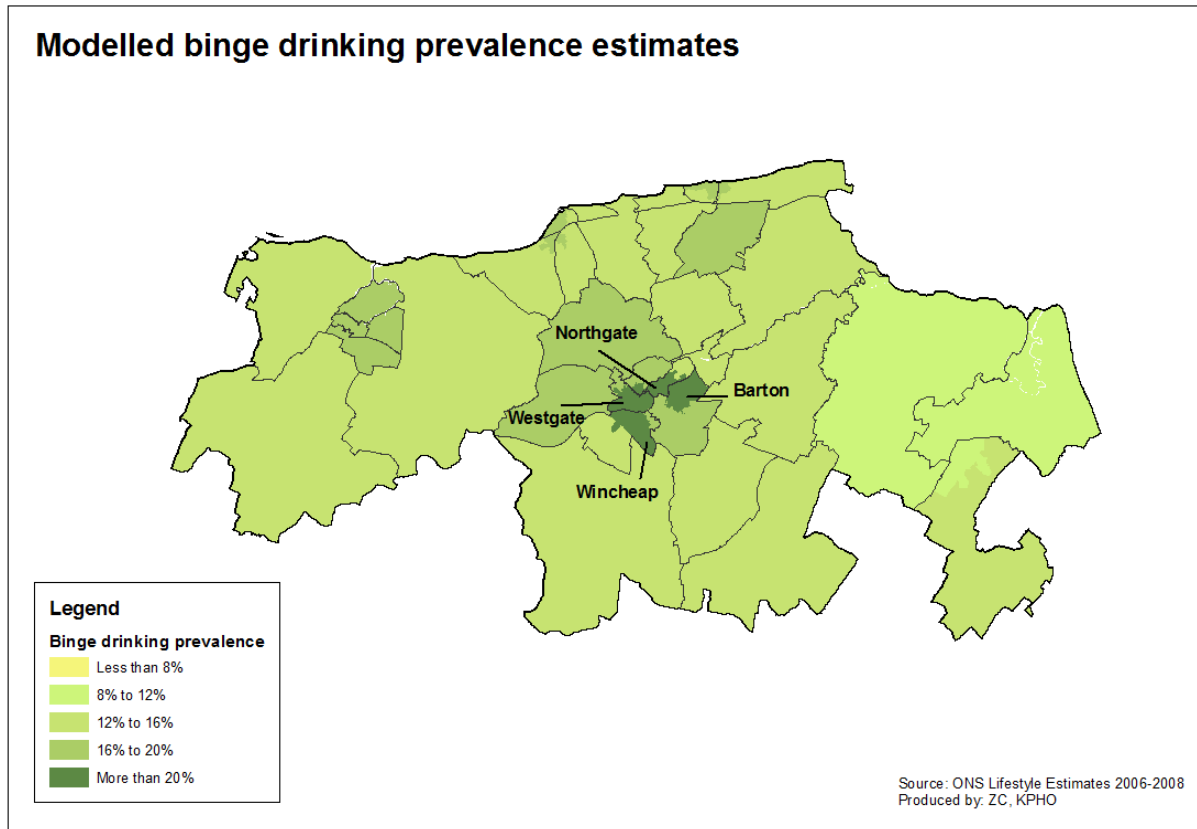 Modelled binge drinking prevalence estimates
Northgate
Barton
Westgate
Wincheap
Legend
Binge drinking prevalence
Less than 8%
8% to 12%
12% to 16%
16% to 20%
More than 20%
Source: ONS Lifestyle Estimates 2006-2008
Produced by: ZC, KPHO